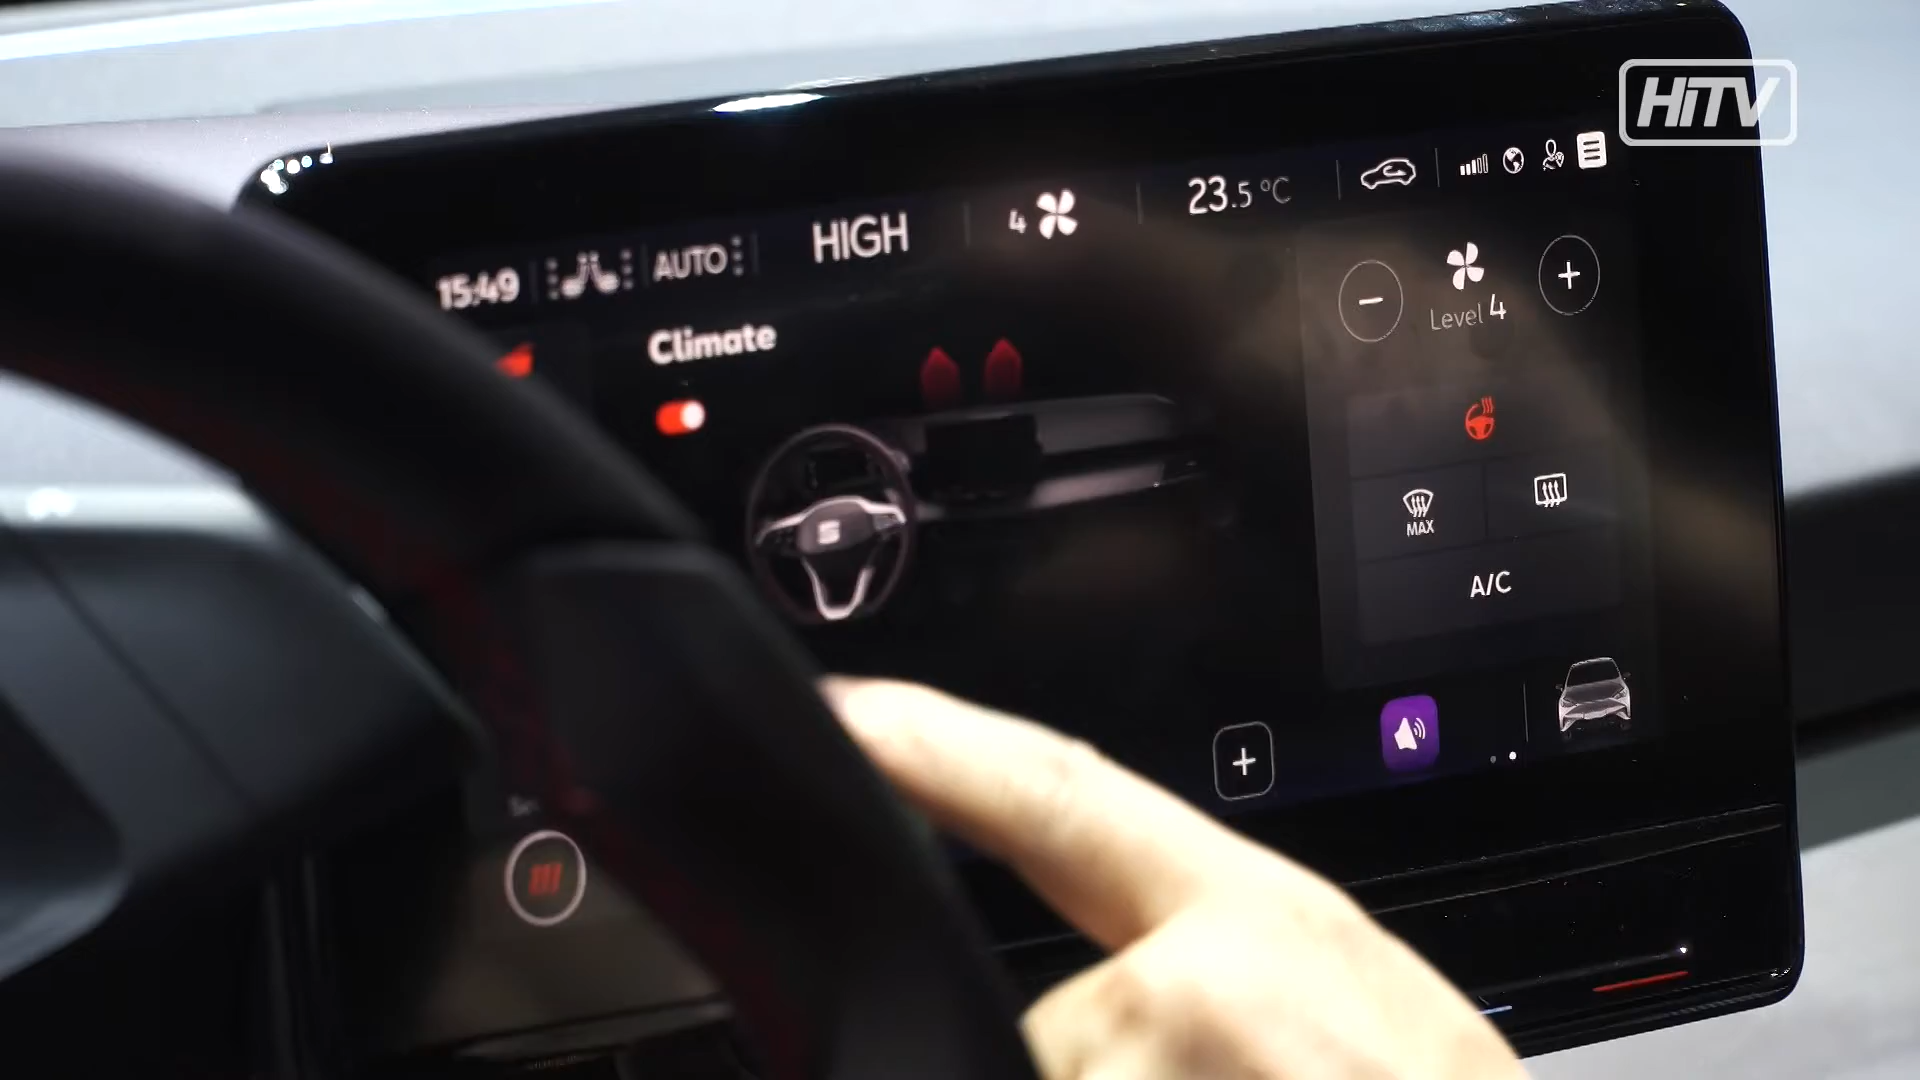 HiTV
15:49
AUTO
HIGH
4
23.5 °C
Climate
Level 4
MAX
A/C